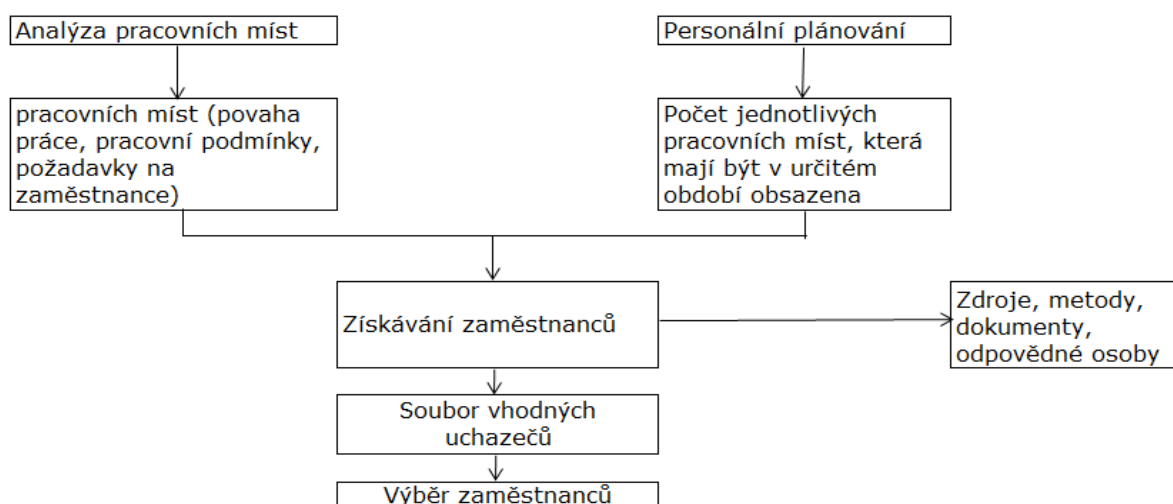 Analýza pracovních míst
Personální plánování
pracovních míst (povaha
práce, pracovní podmínky,
požadavky na
zaměstnance)
Počet jednotlivých
pracovních míst, která
mají být v určitém
období obsazena
Získávání zaměstnanců
Zdroje, metody,
dokumenty,
odpovědné osoby
Soubor vhodných
uchazečů
Výběr zaměstnanců